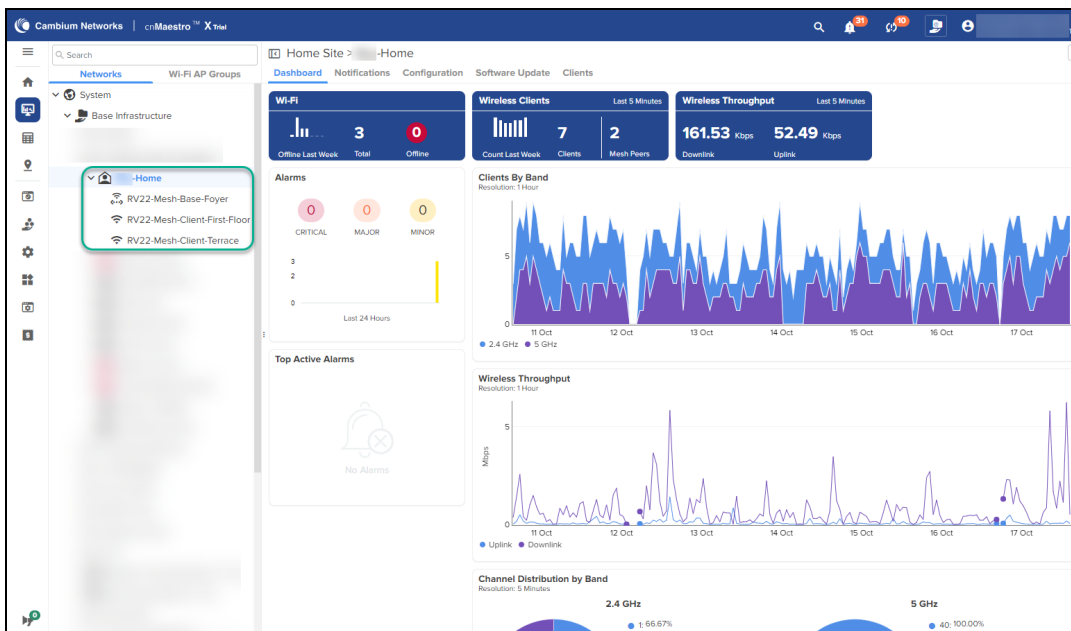 Cambium Networks | cnMaestro™ X Trial
31
10
Search
Home Site > -Home
Networks
Wi-Fi AP Groups
Dashboard Notifications Configuration Software Update Clients
System
Base Infrastructure
-Home
RV22-Mesh-Base-Foyer
RV22-Mesh-Client-First-Floor
RV22-Mesh-Client-Terrace
0
Wi-Fi
3
0
Offline Last Week Total Offline
Wireless Clients Last 5 Minutes
7 2
Count Last Week Clients Mesh Peers
Wireless Throughput Last 5 Minutes
161.53 Kbps 52.49 Kbps
Downlink Uplink
Alarms
0 0 0
CRITICAL MAJOR MINOR
3
2
0
Last 24 Hours
Top Active Alarms
No Alarms
Clients By Band
Resolution: 1 Hour
5
0
11 Oct 12 Oct 13 Oct 14 Oct 15 Oct 16 Oct 17 Oct
2.4 GHz 5 GHz
Wireless Throughput
Resolution: 1 Hour
Mbps
5
0
11 Oct 12 Oct 13 Oct 14 Oct 15 Oct 16 Oct 17 Oct
Uplink Downlink
Channel Distribution by Band
Resolution: 5 Minutes
2.4 GHz 5 GHz
1: 66.67% 40: 100.00%